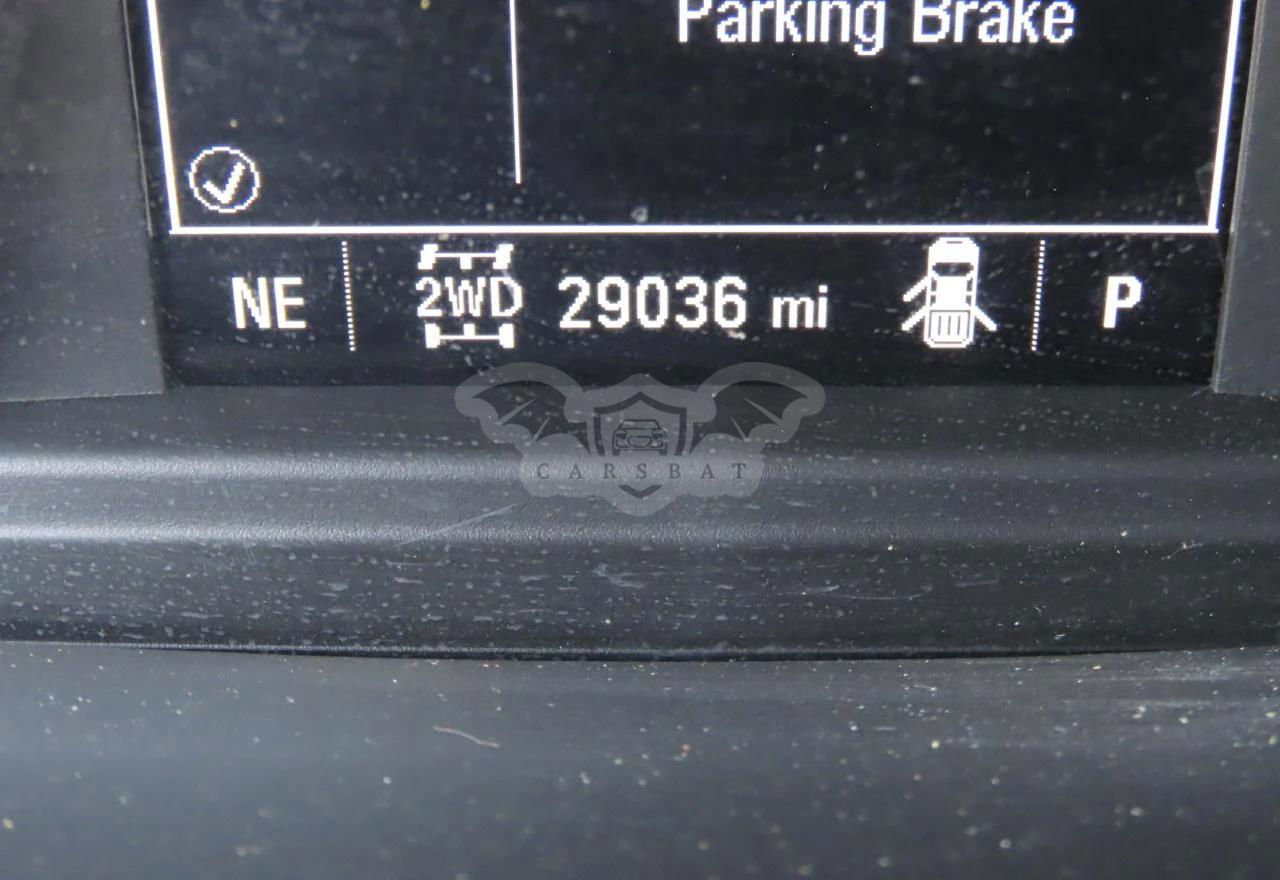 Parking Brake
NE 2WD 29036 mi P
CARSBAT